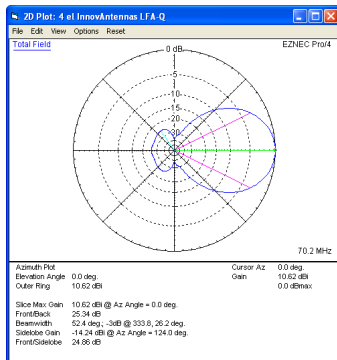 2D Plot: 4 el InnovAntennas LFA-Q
File Edit View Options Reset
Total Field
EZNEC Pro/4
0 dB
-5
-10
-15
-20
-30
70.2 MHz
Azimuth Plot
Cursor Az 0.0 deg.
Elevation Angle 0.0 deg.
Gain 10.62 dBi
Outer Ring 10.62 dBi
0.0 dBmax
Slice Max Gain 10.62 dBi @ Az Angle = 0.0 deg.
Front/Back 25.34 dB
Beamwidth 52.4 deg.; -3dB @ 333.8, 26.2 deg.
Sidelobe Gain -14.24 dBi @ Az Angle = 124.0 deg.
Front/Sidelobe 24.86 dB